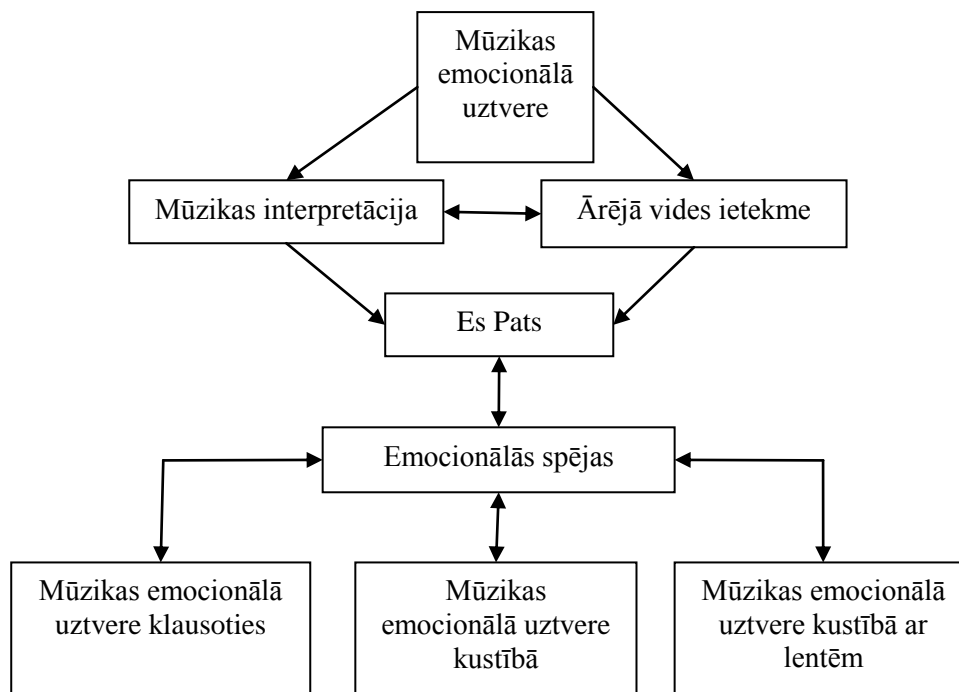 Mūzikas
emocionālā
uztvere
Mūzikas interpretācija
Ārējā vides ietekme
Es Pats
Emocionālās spējas
Mūzikas emocionālā
uztvere klausoties
Mūzikas
emocionālā uztvere
kustībā
Mūzikas emocionālā
uztvere kustībā ar
lentēm